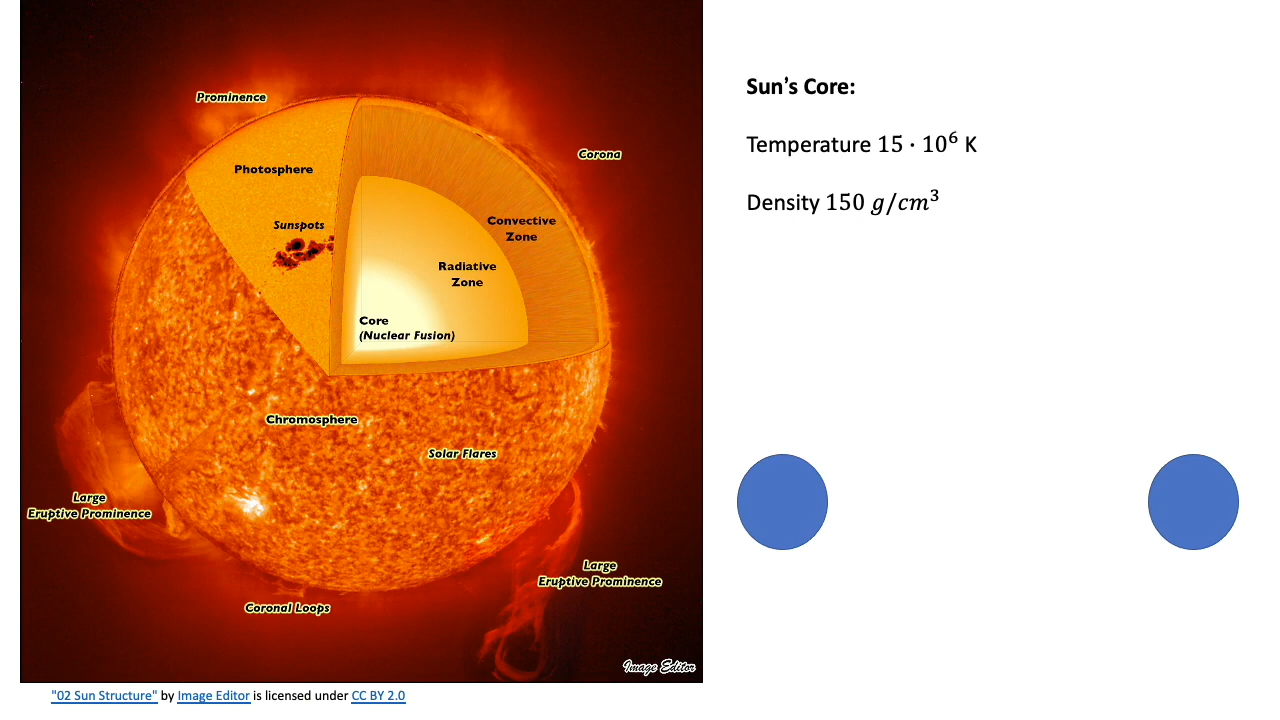 Prominence
Corona
Photosphere
Sunspots
Convective
Zone
Radiative
Zone
Core
(Nuclear Fusion)
Chromosphere
Solar Flares
Large
Eruptive Prominence
Large
Eruptive Prominence
Coronal Loops
Image Editor
"02 Sun Structure" by Image Editor is licensed under CC BY 2.0
Sun’s Core:
Temperature 15 · 10⁶ K
Density 150 g/cm³